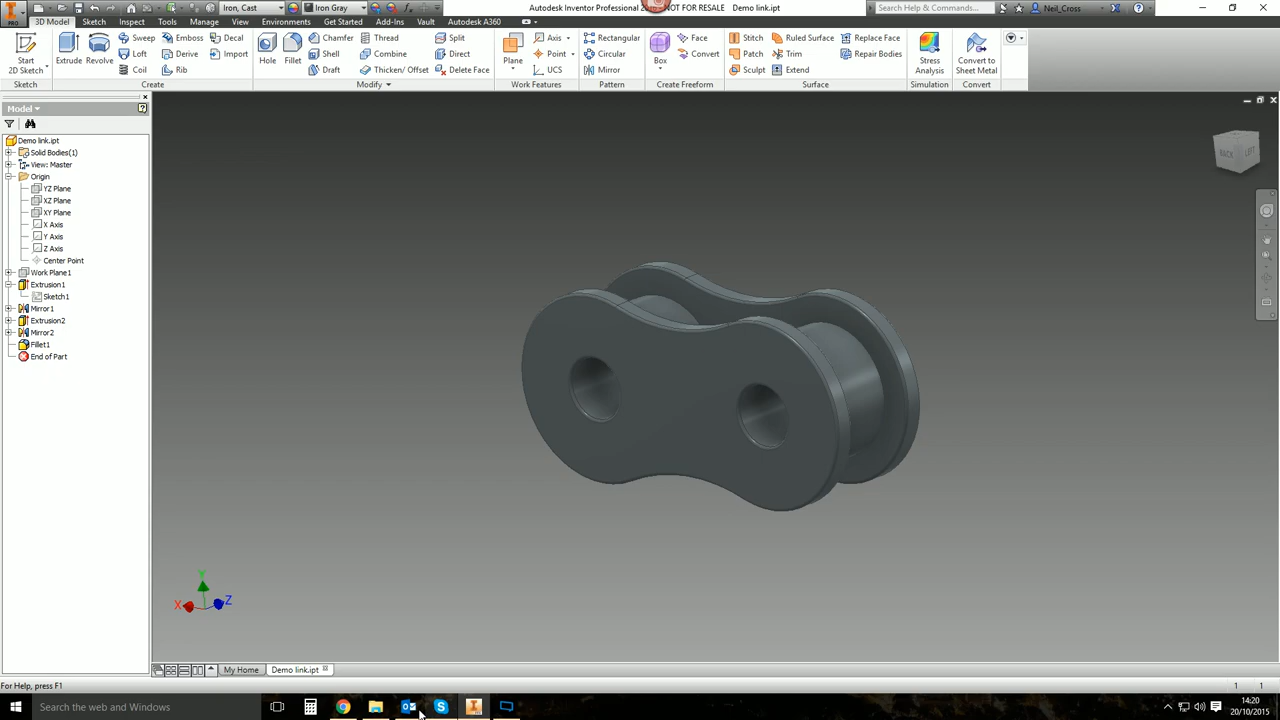 Iron, Cast
Iron Gray
Autodesk Inventor Professional 2
NOT FOR RESALE
Demo link.ipt
Search Help & Commands...
Neil_Cross
PRO
3D Model
Sketch
Inspect
Tools
Manage
View
Environments
Get Started
Add-Ins
Vault
Autodesk A360
Start
2D Sketch
Extrude
Revolve
Sweep
Loft
Coil
Emboss
Derive
Rib
Decal
Import
Hole
Fillet
Chamfer
Shell
Draft
Thread
Combine
Thicken/ Offset
Split
Direct
Delete Face
Plane
Axis
Point
UCS
Rectangular
Circular
Mirror
Box
Face
Convert
Stitch
Patch
Sculpt
Ruled Surface
Trim
Extend
Replace Face
Repair Bodies
Stress
Analysis
Convert to
Sheet Metal
Sketch
Create
Modify
Work Features
Pattern
Create Freeform
Surface
Simulation
Convert
Model
Demo link.ipt
Solid Bodies(1)
View: Master
Origin
YZ Plane
XZ Plane
XY Plane
X Axis
Y Axis
Z Axis
Center Point
Work Plane1
Extrusion1
Sketch1
Mirror1
Extrusion2
Mirror2
Fillet1
End of Part
BACK
LEFT
Y
X
Z
My Home
Demo link.ipt
For Help, press F1
1
1
Search the web and Windows
14:20
20/10/2015